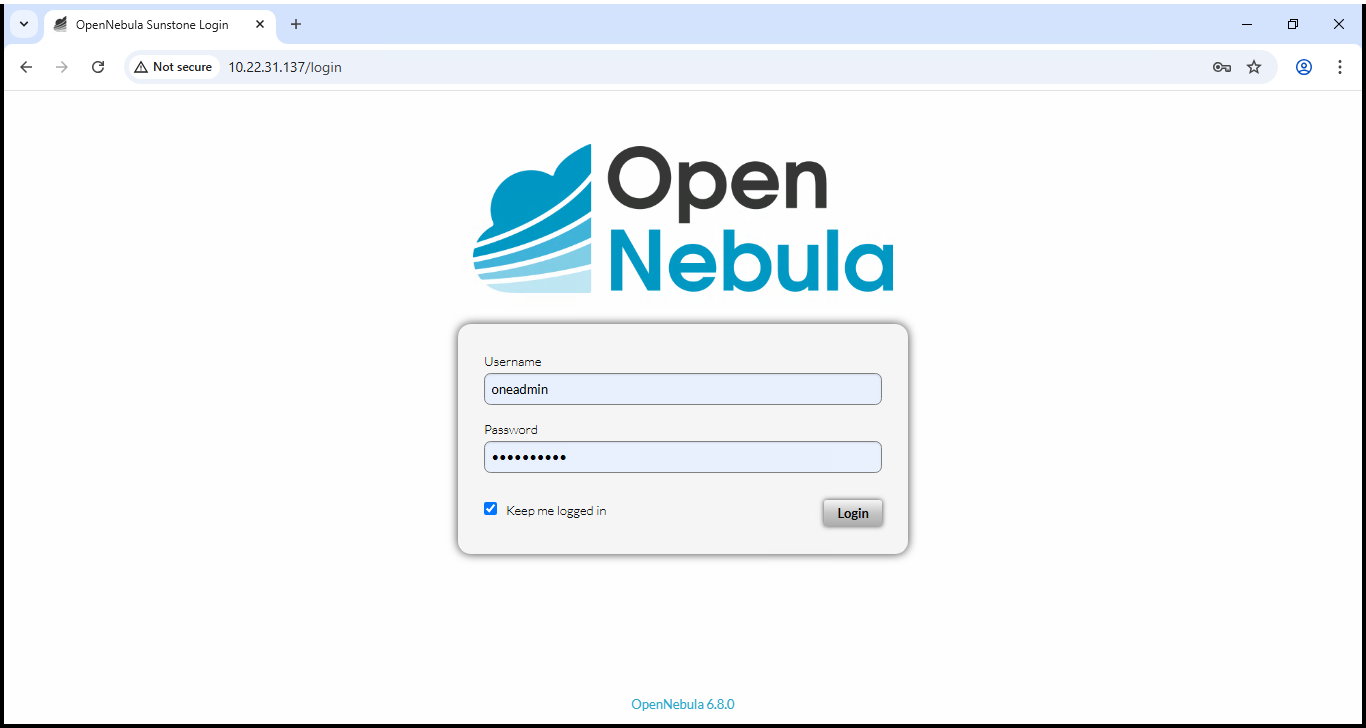 OpenNebula Sunstone Login
Not secure
10.22.31.137/login
Open
Nebula
Username
oneadmin
Password
••••••••••
Keep me logged in
Login
OpenNebula 6.8.0